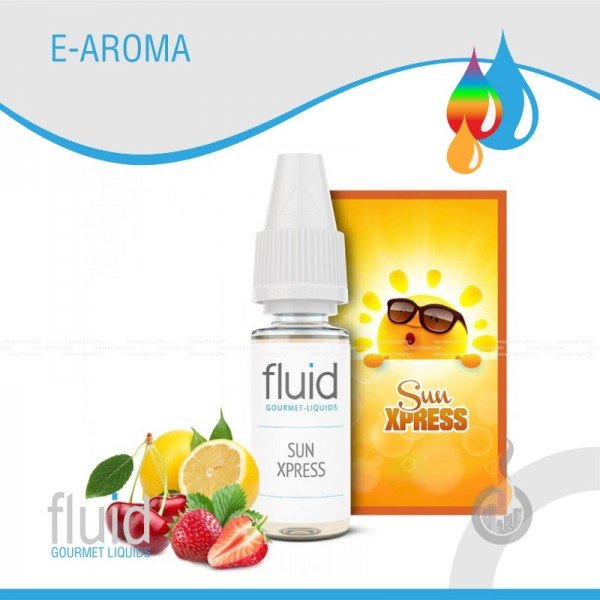 E-AROMA
fluid
GOURMET-LIQUIDS
SUN
XPRESS
Sun
XPRESS
fluid
GOURMET LIQUIDS